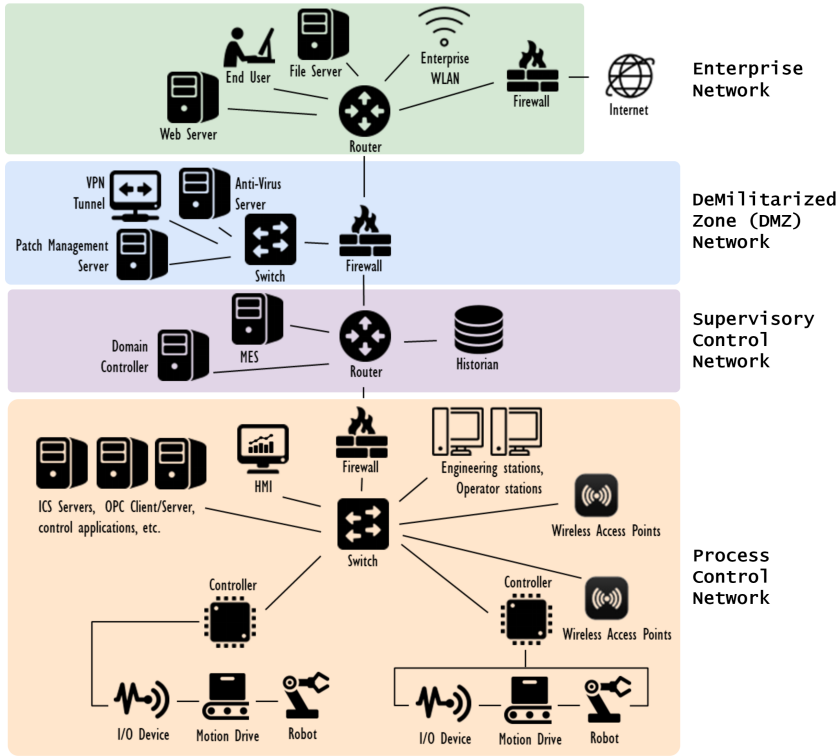 Enterprise
WLAN
End User
File Server
Firewall
Internet
Web Server
Router
Enterprise
Network
VPN
Tunnel
Anti-Virus
Server
Patch Management
Server
Switch
Firewall
DeMilitarized
Zone (DMZ)
Network
Domain
Controller
MES
Router
Historian
Supervisory
Control
Network
Firewall
HMI
Engineering stations,
Operator stations
ICS Servers, OPC Client/Server,
control applications, etc.
Switch
Wireless Access Points
Controller
Controller
Wireless Access Points
I/O Device
Motion Drive
Robot
I/O Device
Motion Drive
Robot
Process
Control
Network